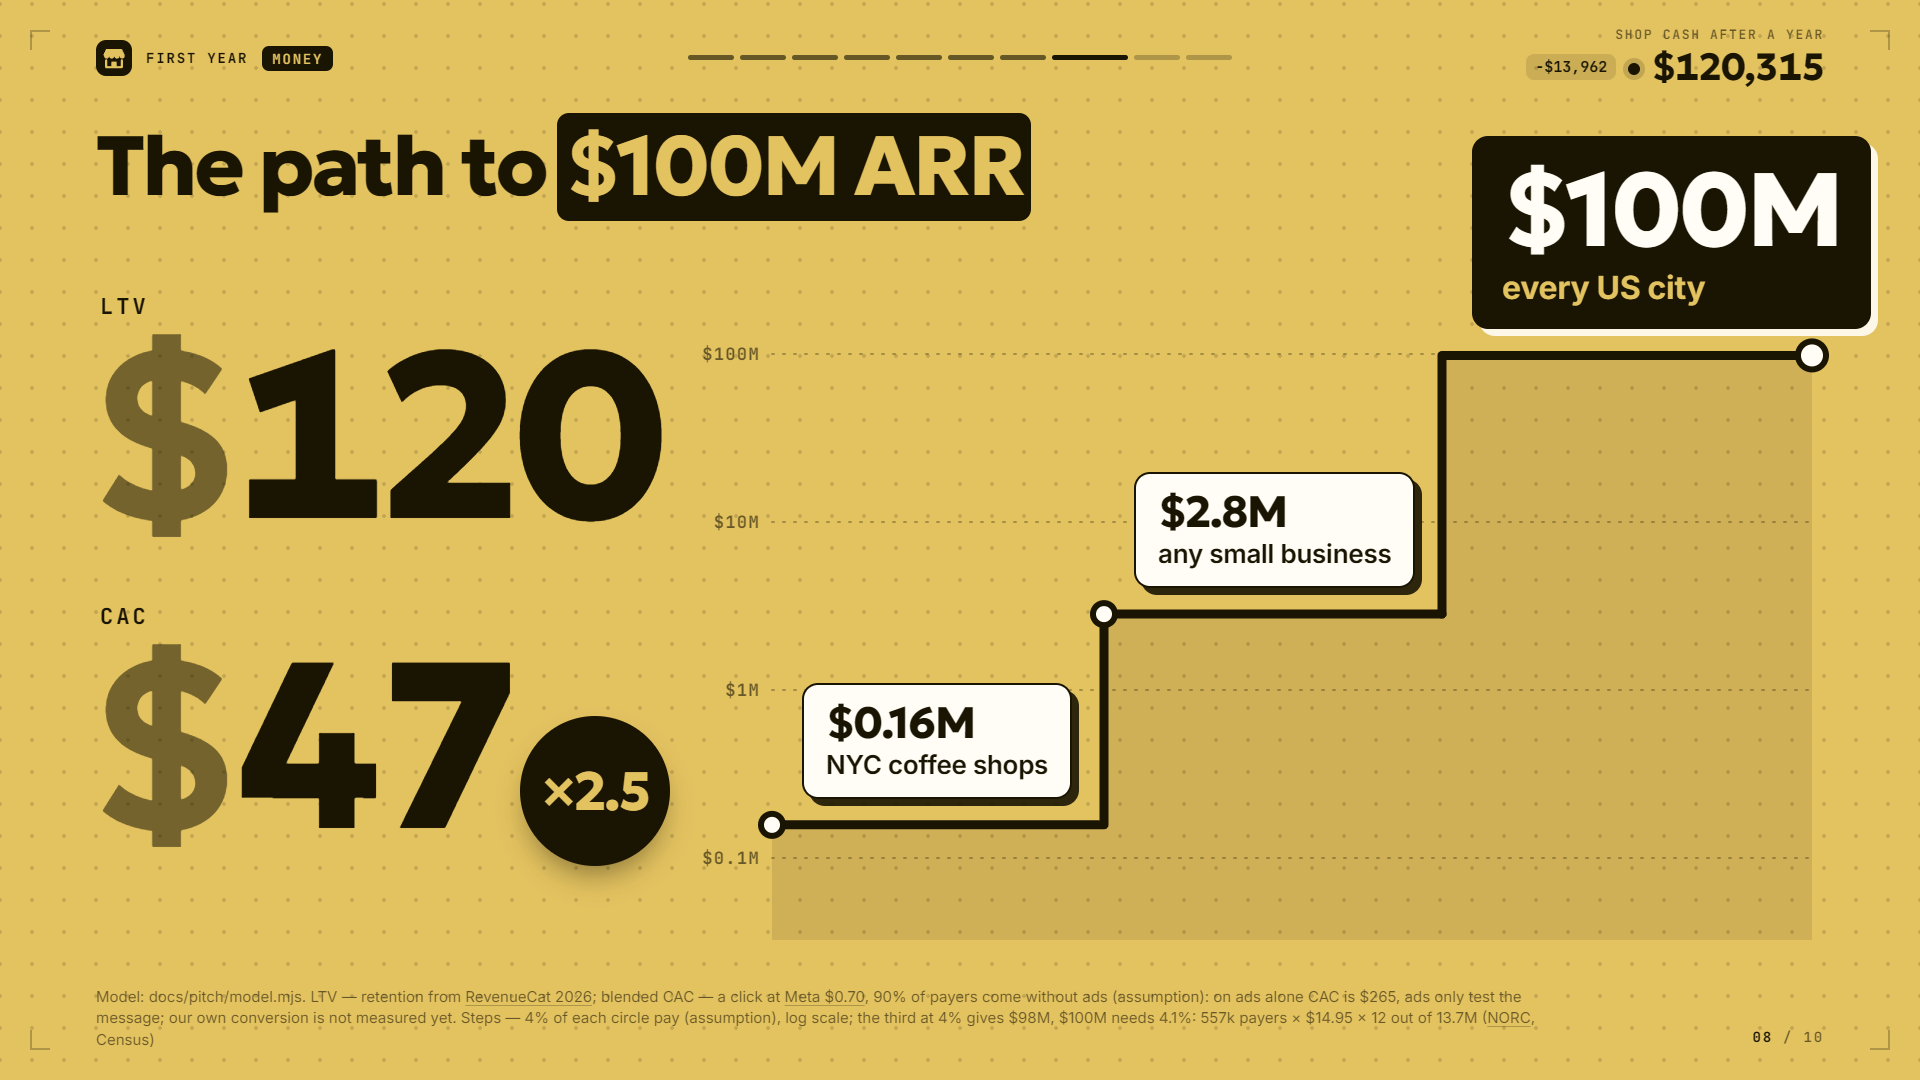 FIRST YEAR MONEY
SHOP CASH AFTER A YEAR
-$13,962 $120,315
The path to $100M ARR
$100M
every US city
LTV
$120
CAC
$47
×2.5
$100M
$10M
$1M
$0.1M
$2.8M
any small business
$0.16M
NYC coffee shops
Model: docs/pitch/model.mjs. LTV — retention from RevenueCat 2026; blended CAC — a click at Meta $0.70, 90% of payers come without ads (assumption): on ads alone CAC is $265, ads only test the
message; our own conversion is not measured yet. Steps — 4% of each circle pay (assumption), log scale; the third at 4% gives $98M, $100M needs 4.1%: 557k payers × $14.95 × 12 out of 13.7M (NORC,
Census)
08 / 10